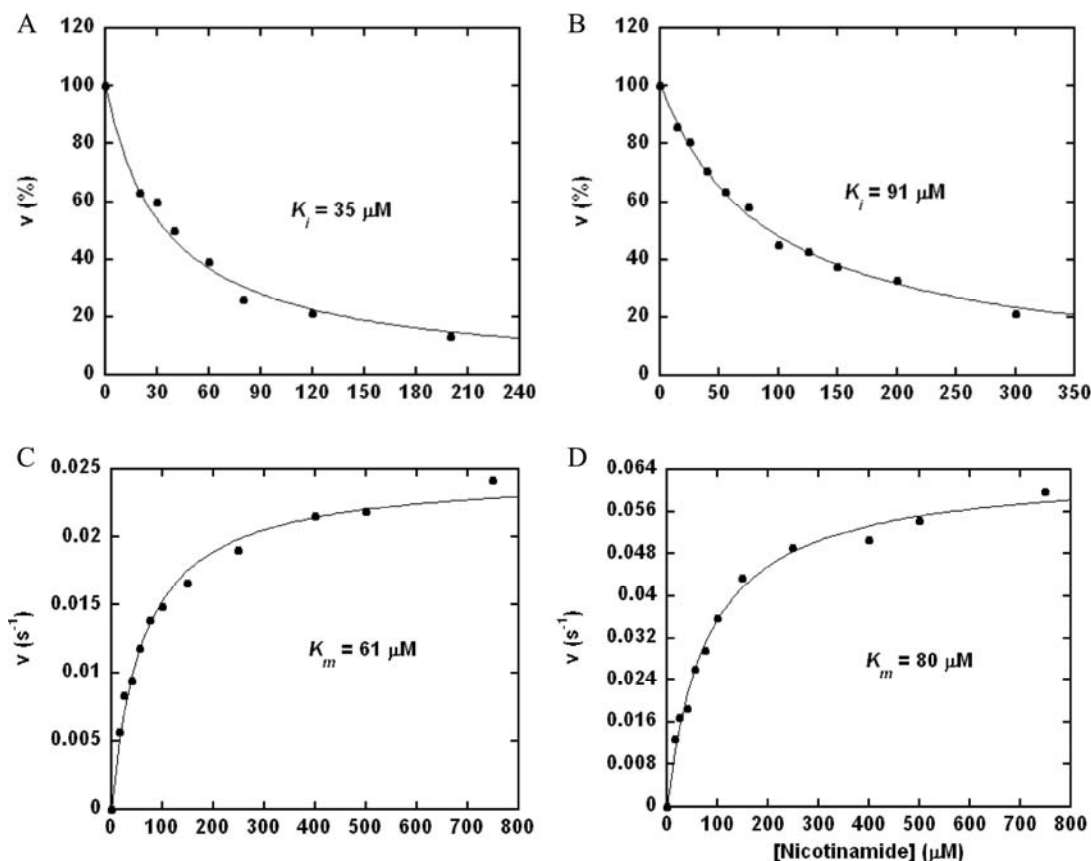 A
120
100
80
60
40
20
0
v (%)
K_i = 35 μM
0 30 60 90 120 150 180 210 240
B
120
100
80
60
40
20
0
v (%)
K_i = 91 μM
0 50 100 150 200 250 300 350
C
0.025
0.02
0.015
0.01
0.005
0
v (s⁻¹)
K_m = 61 μM
0 100 200 300 400 500 600 700 800
D
0.064
0.056
0.048
0.04
0.032
0.024
0.016
0.008
0
v (s⁻¹)
K_m = 80 μM
0 100 200 300 400 500 600 700 800
[Nicotinamide] (μM)